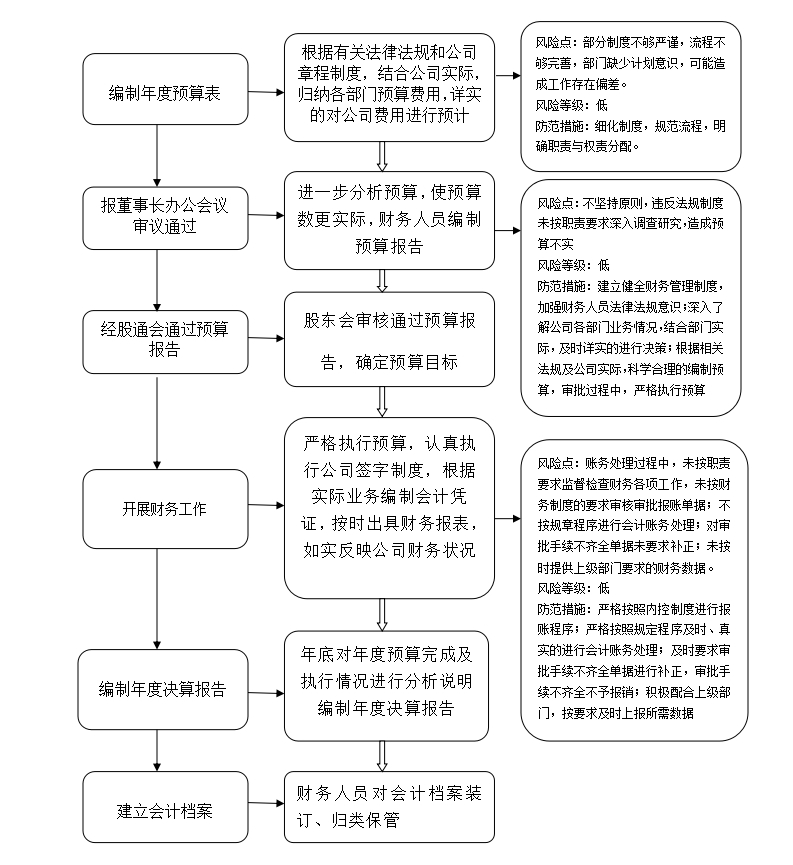 编制年度预算表
根据有关法律法规和公司
章程制度，结合公司实际，
归纳各部门预算费用，详实
的对公司费用进行预计
风险点：部分制度不够严谨，流程不
够完善，部门缺少计划意识，可能造
成工作存在偏差。
风险等级：低
防范措施：细化制度，规范流程，明
确职责与权责分配。
报董事长办公会议
审议通过
进一步分析预算，使预算
数更实际，财务人员编制
预算报告
风险点：不坚持原则，违反法规制度
未按职责要求深入调查研究，造成预
算不实
风险等级：低
防范措施：建立健全财务管理制度，
加强财务人员法律法规意识；深入了
解公司各部门业务情况，结合部门实
际，及时详实的进行决策；根据相关
法规及公司实际，科学合理的编制预
算，审批过程中，严格执行预算
经股通会通过预算
报告
股东会审核通过预算报
告，确定预算目标
开展财务工作
严格执行预算，认真执
行公司签字制度，根据
实际业务编制会计凭
证，按时出具财务报表，
如实反映公司财务状况
风险点：账务处理过程中，未按职责
要求监督检查财务各项工作，未按财
务制度的要求审核审批报账单据；不
按规章程序进行会计账务处理；对审
批手续不齐全单据未要求补正；未按
时提供上级部门要求的财务数据。
风险等级：低
防范措施：严格按照内控制度进行报
账程序；严格按照规定程序及时、真
实的进行会计账务处理；及时要求审
批手续不齐全单据进行补正，审批手
续不齐全不予报销；积极配合上级部
门，按要求及时上报所需数据
编制年度决算报告
年底对年度预算完成及
执行情况进行分析说明
编制年度决算报告
建立会计档案
财务人员对会计档案装
订、归类保管